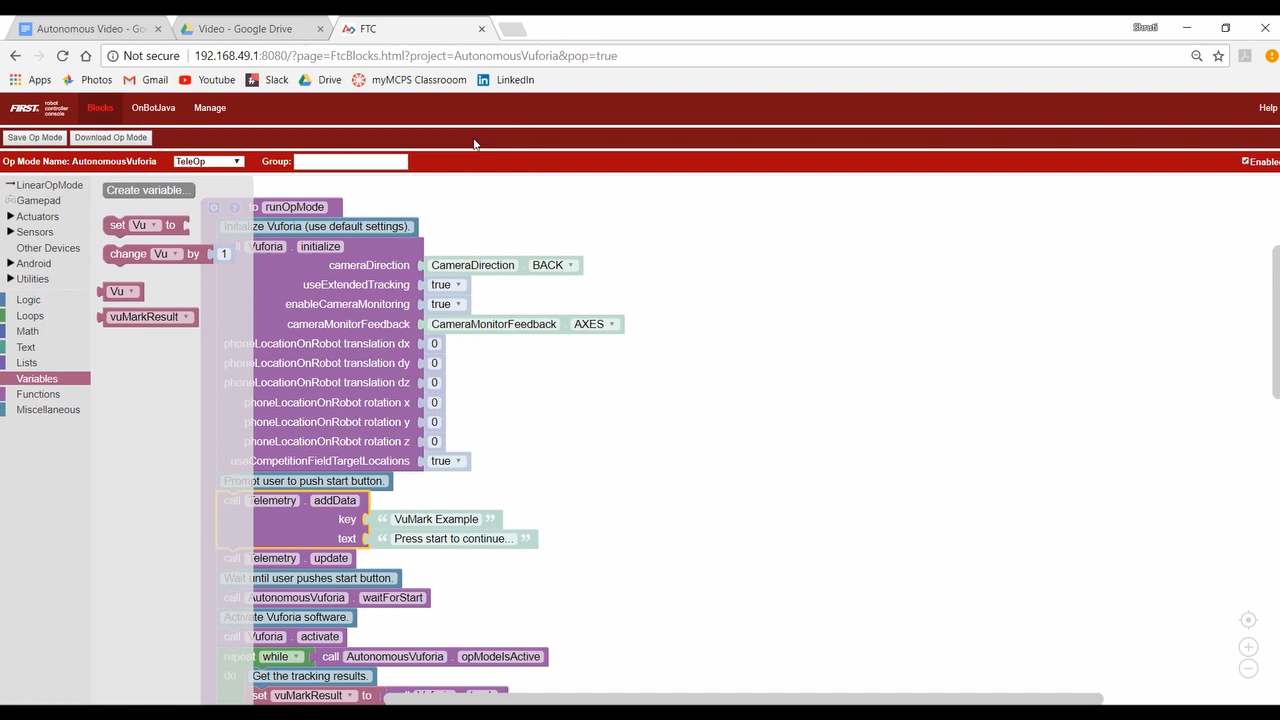 Autonomous Video - Go
Video - Google Drive
FTC
Shruti
Not secure
192.168.49.1:8080/?page=FtcBlocks.html?project=AutonomousVuforia&pop=true
Apps
Photos
Gmail
Youtube
Slack
Drive
myMCPS Classrooom
LinkedIn
FIRST. robot controller console
Blocks
OnBotJava
Manage
Help
Save Op Mode
Download Op Mode
Op Mode Name: AutonomousVuforia
TeleOp
Group:
Enable
LinearOpMode
Gamepad
Actuators
Sensors
Other Devices
Android
Utilities
Logic
Loops
Math
Text
Lists
Variables
Functions
Miscellaneous
Create variable...
set Vu to
change Vu by 1
Vu
vuMarkResult
to runOpMode
Initialize Vuforia (use default settings).
Vuforia . initialize
cameraDirection CameraDirection . BACK
useExtendedTracking true
enableCameraMonitoring true
cameraMonitorFeedback CameraMonitorFeedback . AXES
phoneLocationOnRobot translation dx 0
phoneLocationOnRobot translation dy 0
phoneLocationOnRobot translation dz 0
phoneLocationOnRobot rotation x 0
phoneLocationOnRobot rotation y 0
phoneLocationOnRobot rotation z 0
useCompetitionFieldTargetLocations true
Prompt user to push start button.
call Telemetry . addData
key “ VuMark Example ”
text “ Press start to continue... ”
call Telemetry . update
Wait until user pushes start button.
call AutonomousVuforia . waitForStart
Activate Vuforia software.
call Vuforia . activate
repeat while call AutonomousVuforia . opModeIsActive
do Get the tracking results.
set vuMarkResult to